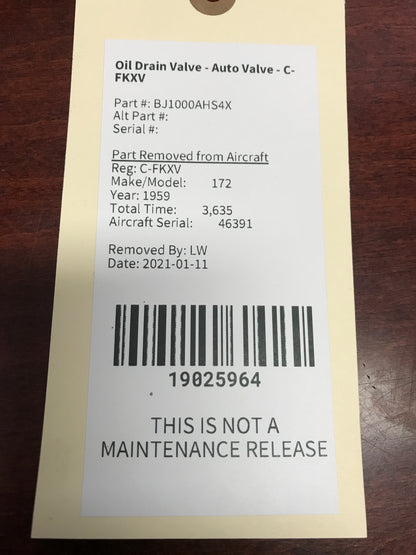 Oil Drain Valve - Auto Valve - C-
FKXV
Part #: BJ1000AHS4X
Alt Part #:
Serial #:
Part Removed from Aircraft
Reg: C-FKXV
Make/Model: 172
Year: 1959
Total Time: 3,635
Aircraft Serial: 46391
Removed By: LW
Date: 2021-01-11
19025964
THIS IS NOT A
MAINTENANCE RELEASE